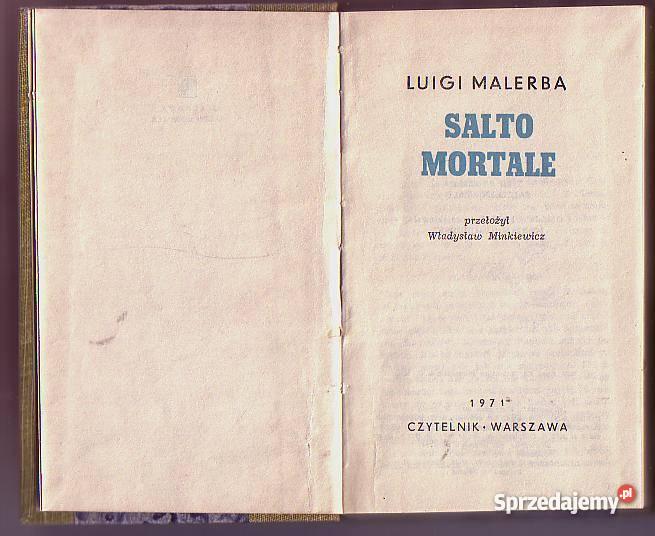 LUIGI MALERBA
SALTO
MORTALE
przełożył
Władysław Minkiewicz
1971
CZYTELNIK • WARSZAWA
Sprzedajemy.pl